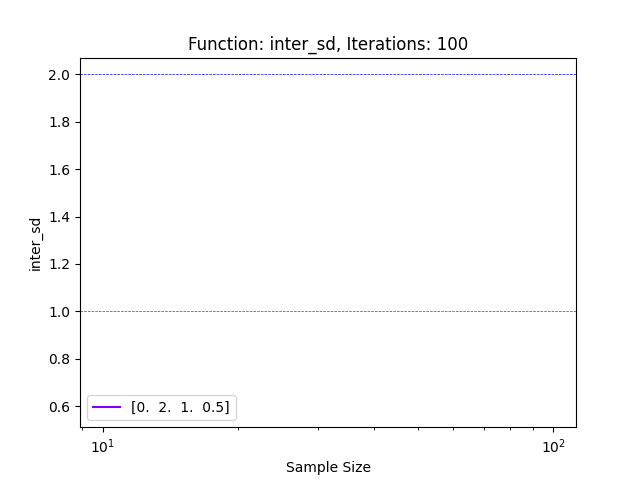 Function: inter_sd, Iterations: 100
2.0
1.8
1.6
1.4
1.2
1.0
0.8
0.6
inter_sd
[0. 2. 1. 0.5]
10¹
10²
Sample Size